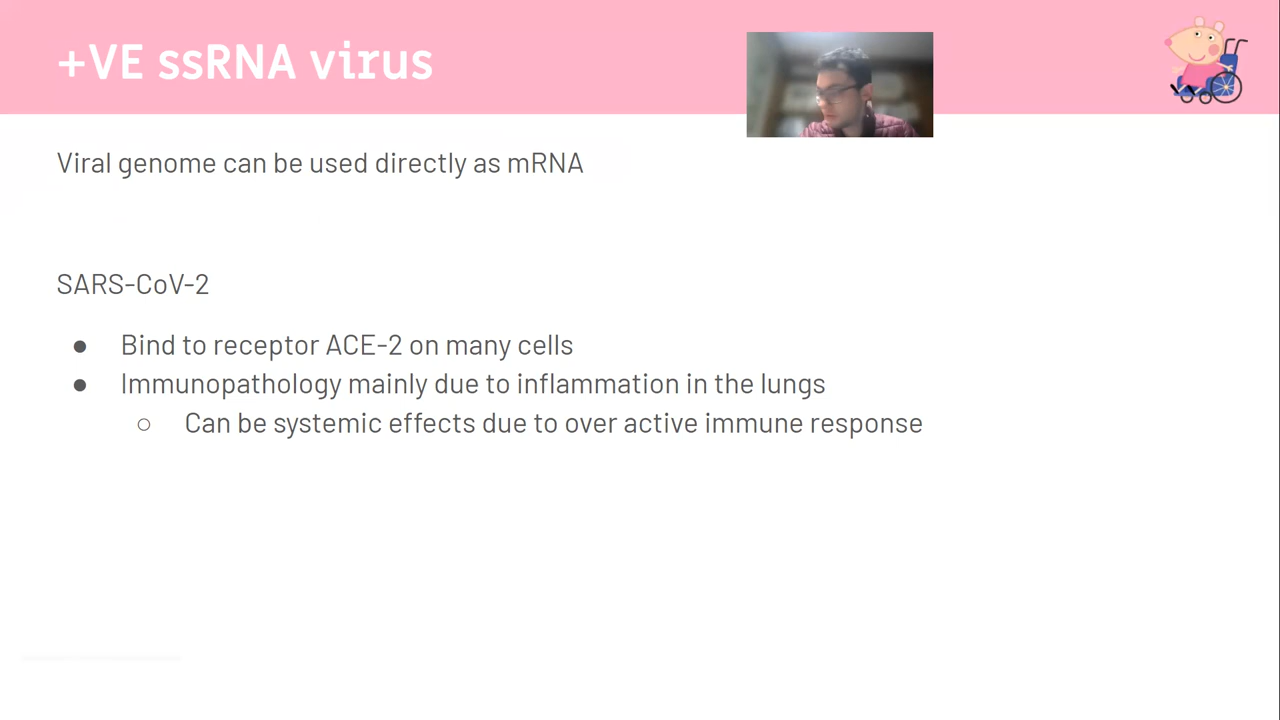 +VE ssRNA virus
Viral genome can be used directly as mRNA
SARS-CoV-2
● Bind to receptor ACE-2 on many cells
● Immunopathology mainly due to inflammation in the lungs
○ Can be systemic effects due to over active immune response